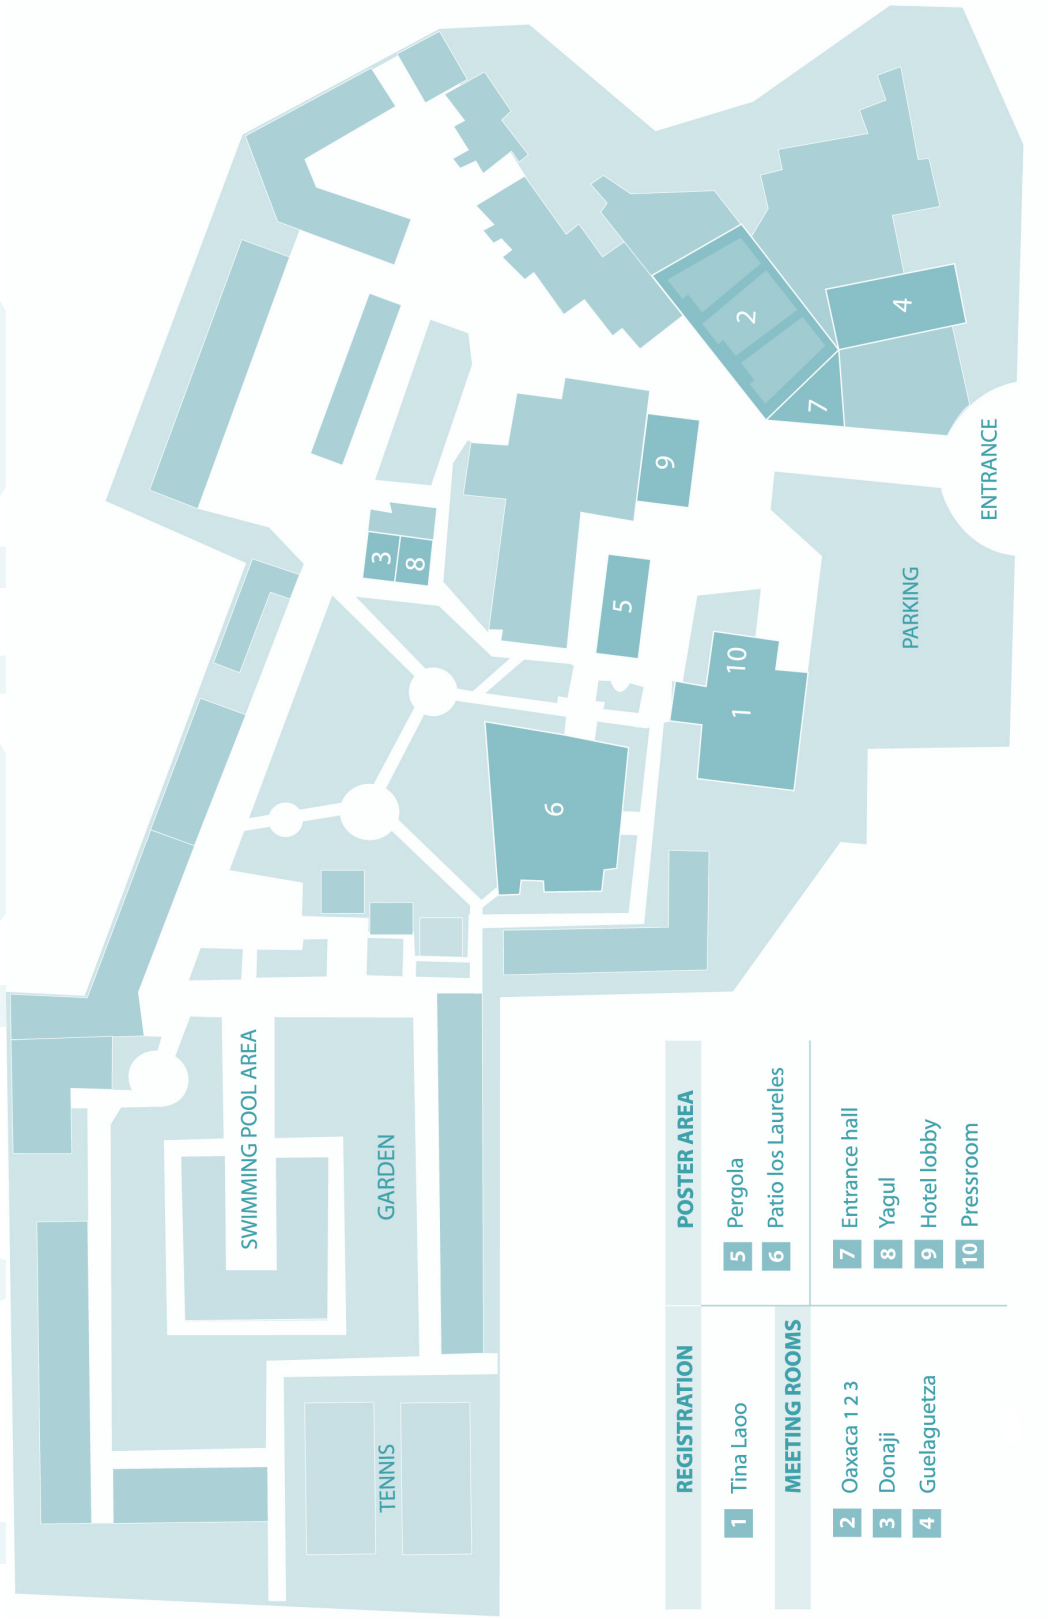 SWIMMING POOL AREA
GARDEN
TENNIS
3
8
6
5
9
1
10
2
7
4
PARKING
ENTRANCE
REGISTRATION
1 Tina Laoo
MEETING ROOMS
2 Oaxaca 1 2 3
3 Donaji
4 Guelaguetza
POSTER AREA
5 Pergola
6 Patio los Laureles
7 Entrance hall
8 Yagul
9 Hotel lobby
10 Pressroom